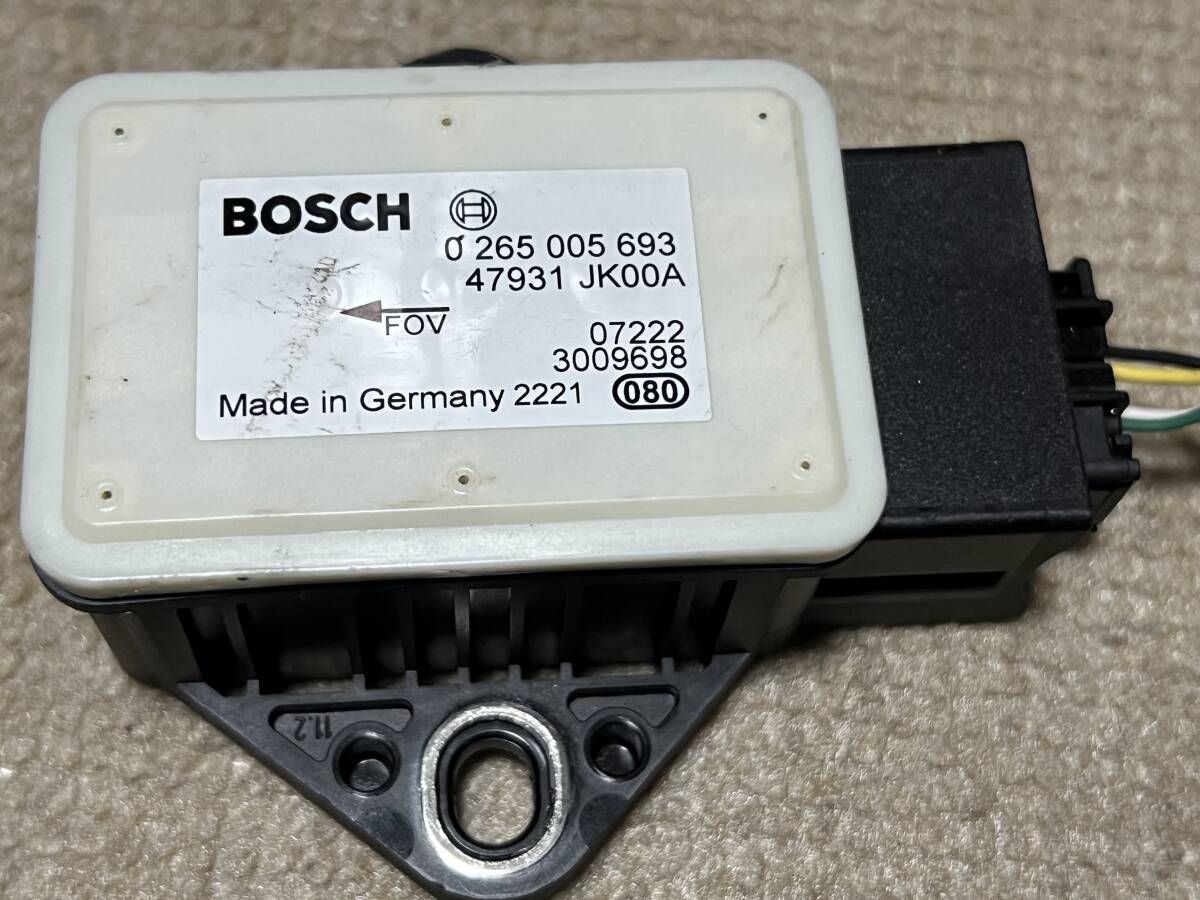 BOSCH
0 265 005 693
47931 JK00A
FOV
07222
3009698
Made in Germany 2221 080
11.2